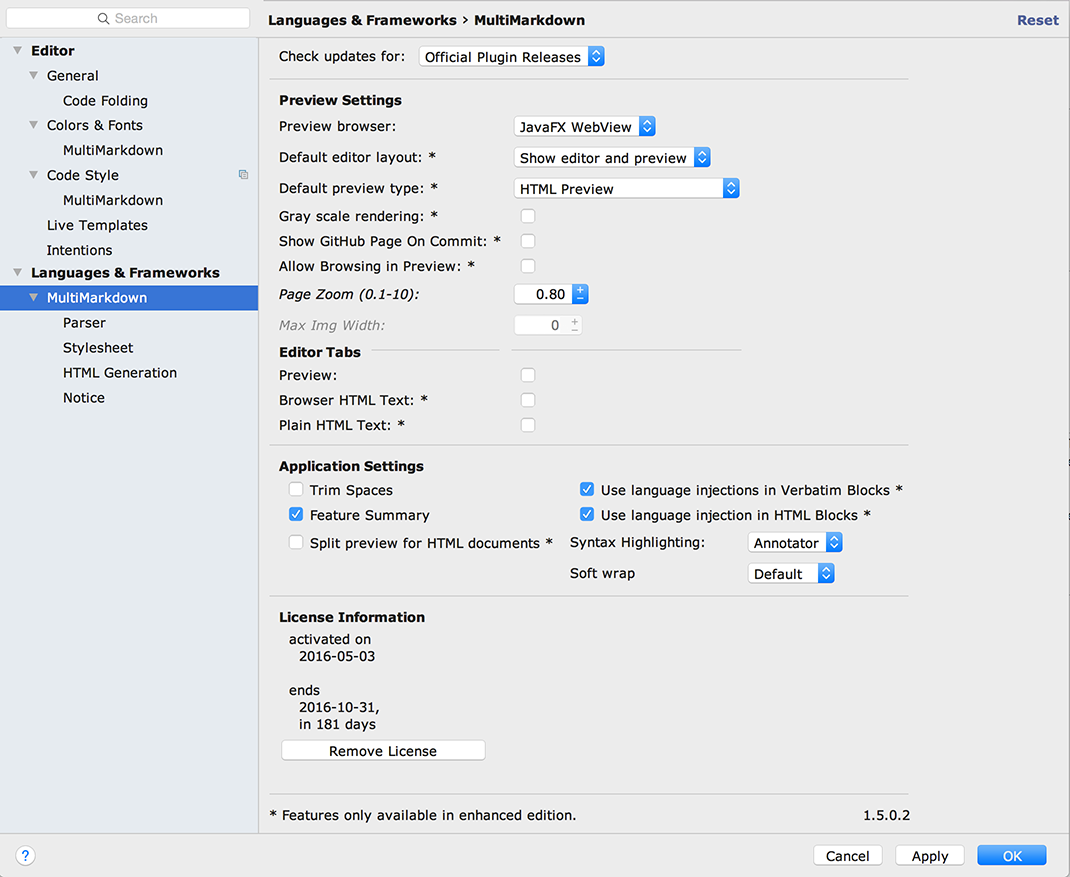 Search
Editor
General
Code Folding
Colors & Fonts
MultiMarkdown
Code Style
MultiMarkdown
Live Templates
Intentions
Languages & Frameworks
MultiMarkdown
Parser
Stylesheet
HTML Generation
Notice
Languages & Frameworks › MultiMarkdown
Reset
Check updates for: Official Plugin Releases
Preview Settings
Preview browser: JavaFX WebView
Default editor layout: * Show editor and preview
Default preview type: * HTML Preview
Gray scale rendering: *
Show GitHub Page On Commit: *
Allow Browsing in Preview: *
Page Zoom (0.1-10): 0.80
Max Img Width: 0
Editor Tabs
Preview:
Browser HTML Text: *
Plain HTML Text: *
Application Settings
Trim Spaces
Use language injections in Verbatim Blocks *
Feature Summary
Use language injection in HTML Blocks *
Split preview for HTML documents *
Syntax Highlighting: Annotator
Soft wrap Default
License Information
activated on
2016-05-03
ends
2016-10-31,
in 181 days
Remove License
* Features only available in enhanced edition.
1.5.0.2
?
Cancel
Apply
OK